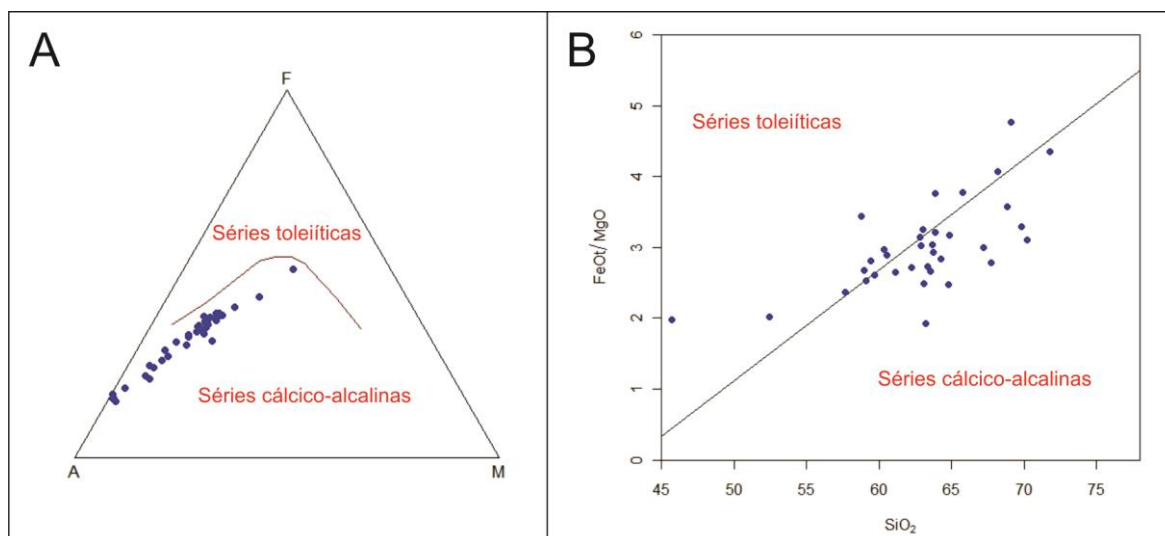 A
F
Séries toleiíticas
Séries cálcico-alcalinas
A
M
B
6
5
4
3
2
1
0
FeOt/MgO
Séries toleiíticas
Séries cálcico-alcalinas
45 50 55 60 65 70 75
SiO₂